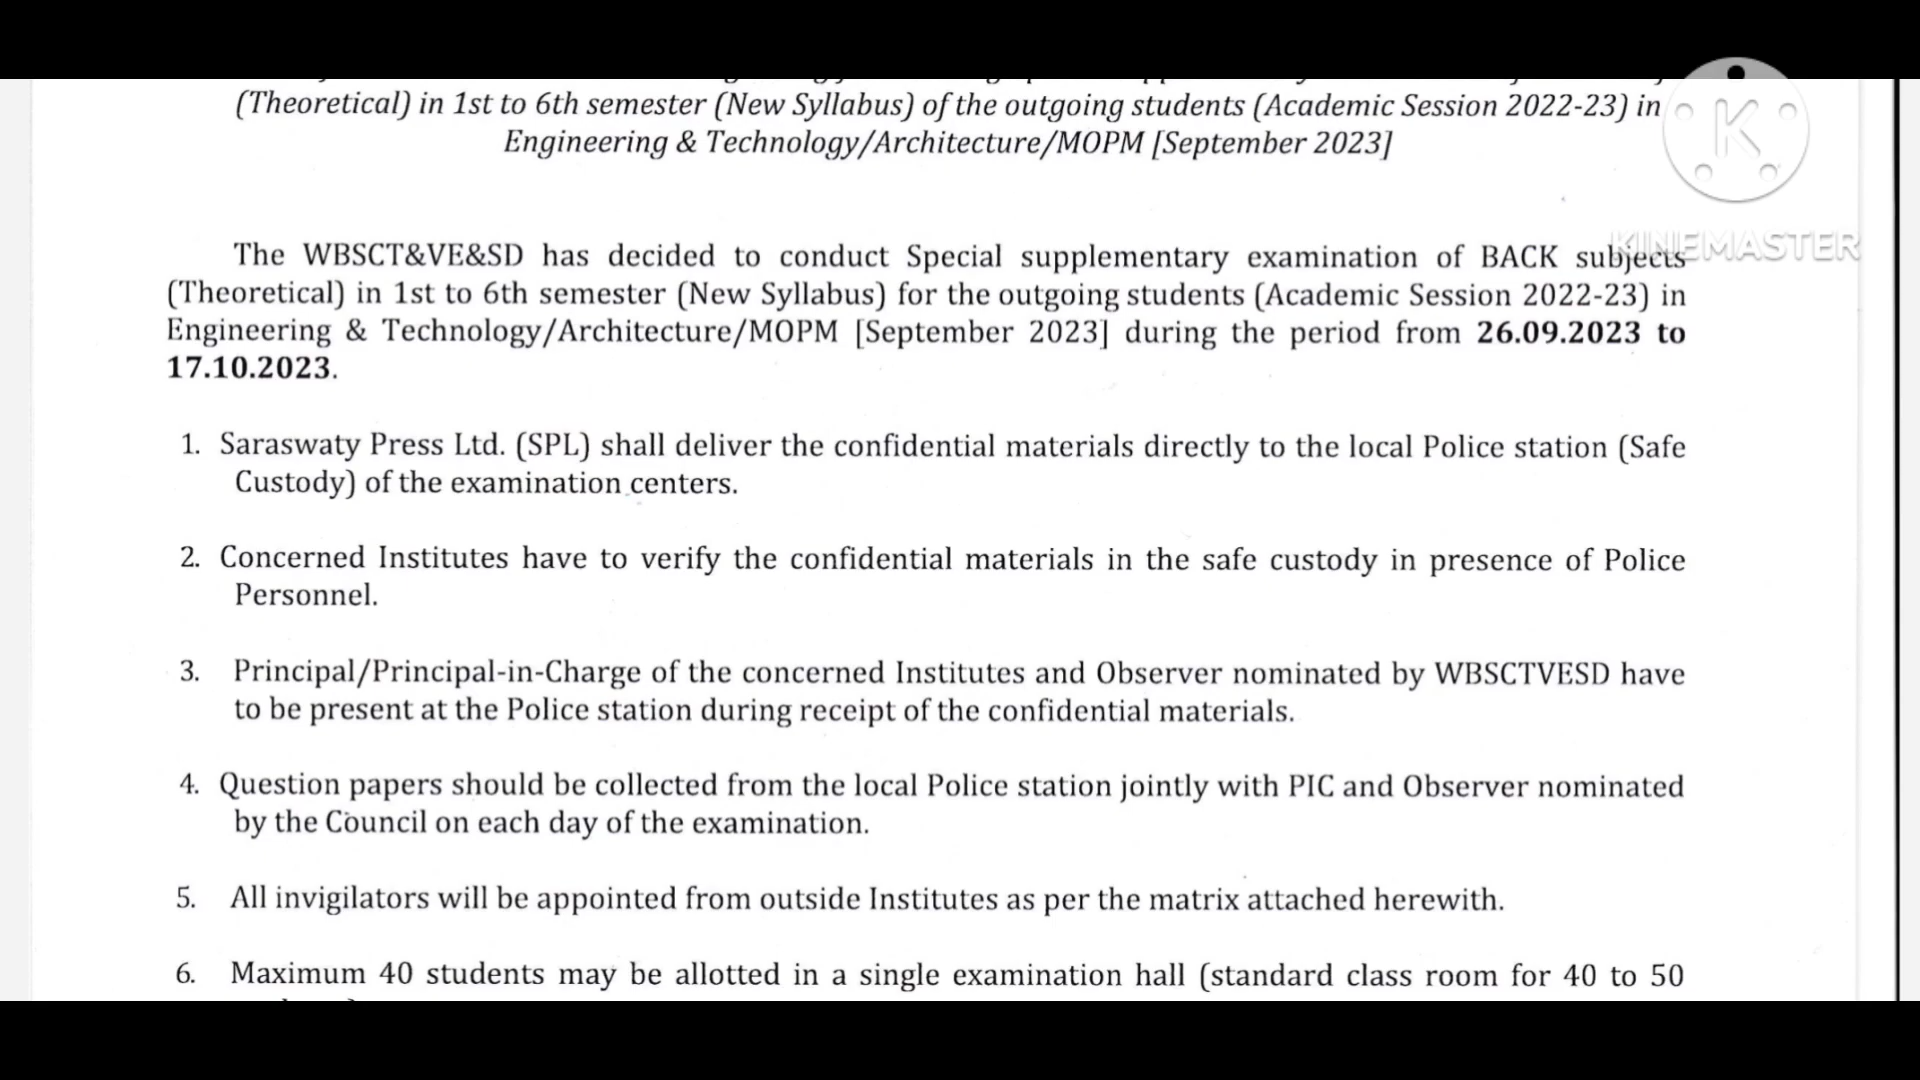 (Theoretical) in 1st to 6th semester (New Syllabus) of the outgoing students (Academic Session 2022-23) in
Engineering & Technology/Architecture/MOPM [September 2023]
K
KINEMASTER
The WBSCT&VE&SD has decided to conduct Special supplementary examination of BACK subjects
(Theoretical) in 1st to 6th semester (New Syllabus) for the outgoing students (Academic Session 2022-23) in
Engineering & Technology/Architecture/MOPM [September 2023] during the period from 26.09.2023 to
17.10.2023.
1. Saraswaty Press Ltd. (SPL) shall deliver the confidential materials directly to the local Police station (Safe
Custody) of the examination centers.
2. Concerned Institutes have to verify the confidential materials in the safe custody in presence of Police
Personnel.
3. Principal/Principal-in-Charge of the concerned Institutes and Observer nominated by WBSCTVESD have
to be present at the Police station during receipt of the confidential materials.
4. Question papers should be collected from the local Police station jointly with PIC and Observer nominated
by the Council on each day of the examination.
5. All invigilators will be appointed from outside Institutes as per the matrix attached herewith.
6. Maximum 40 students may be allotted in a single examination hall (standard class room for 40 to 50